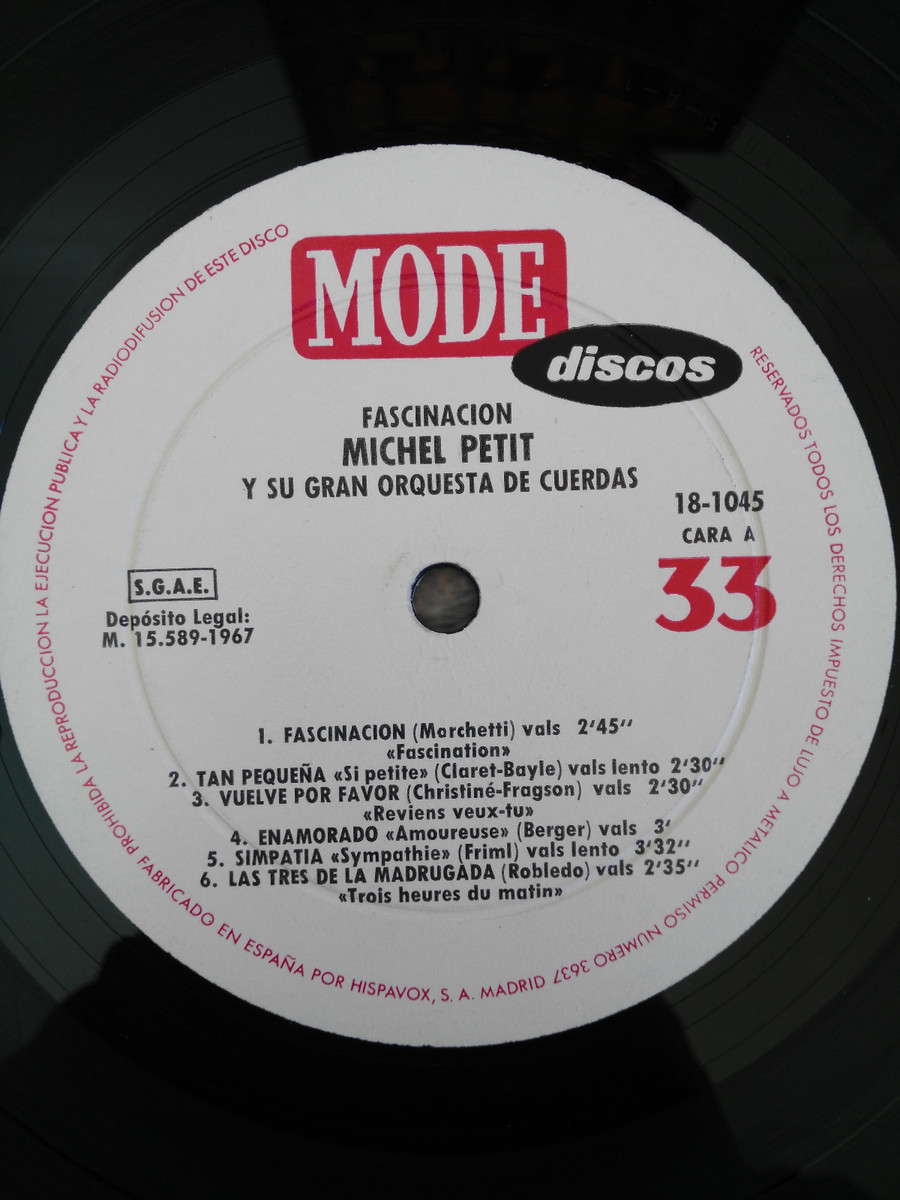 MODE
discos
FASCINACION
MICHEL PETIT
Y SU GRAN ORQUESTA DE CUERDAS
18-1045
CARA A
33
S.G.A.E.
Depósito Legal:
M. 15.589-1967
1. FASCINACION (Marchetti) vals 2'45''
«Fascination»
2. TAN PEQUEÑA «Si petite» (Claret-Bayle) vals lento 2'30''
3. VUELVE POR FAVOR (Christiné-Fragson) vals 2'30''
«Reviens veux-tu»
4. ENAMORADO «Amoureuse» (Berger) vals 3'
5. SIMPATIA «Sympathie» (Friml) vals lento 3'32''
6. LAS TRES DE LA MADRUGADA (Robledo) vals 2'35''
«Trois heures du matin»
PROHIBIDA LA REPRODUCCION LA EJECUCION PUBLICA Y LA RADIODIFUSION DE ESTE DISCO
RESERVADOS TODOS LOS DERECHOS IMPUESTO DE LUJO A METALICO PERMISO NUMERO 3637
FABRICADO EN ESPAÑA POR HISPAVOX, S. A. MADRID